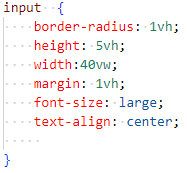 input  {
    border-radius: 1vh;
    height: 5vh;
    width:40vw;
    margin: 1vh;
    font-size: large;
    text-align: center;
}